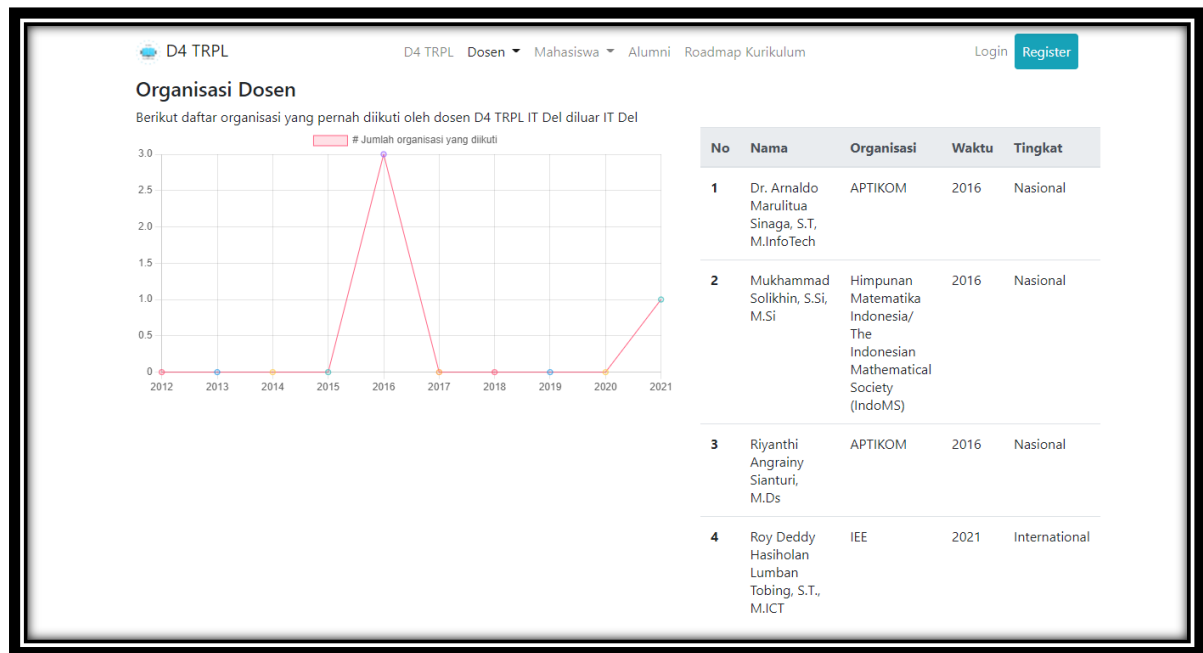 D4 TRPL
D4 TRPL Dosen Mahasiswa Alumni Roadmap Kurikulum
Login Register
Organisasi Dosen
Berikut daftar organisasi yang pernah diikuti oleh dosen D4 TRPL IT Del diluar IT Del
# Jumlah organisasi yang diikuti
3.0
2.5
2.0
1.5
1.0
0.5
0
2012 2013 2014 2015 2016 2017 2018 2019 2020 2021
No Nama Organisasi Waktu Tingkat
1 Dr. Arnaldo APTIKOM 2016 Nasional
Marulitua
Sinaga, S.T,
M.InfoTech
2 Mukhammad Himpunan 2016 Nasional
Solikhin, S.Si, Matematika
M.Si Indonesia/
The
Indonesian
Mathematical
Society
(IndoMS)
3 Riyanthi APTIKOM 2016 Nasional
Angrainy
Sianturi,
M.Ds
4 Roy Deddy IEE 2021 International
Hasiholan
Lumban
Tobing, S.T.,
M.ICT